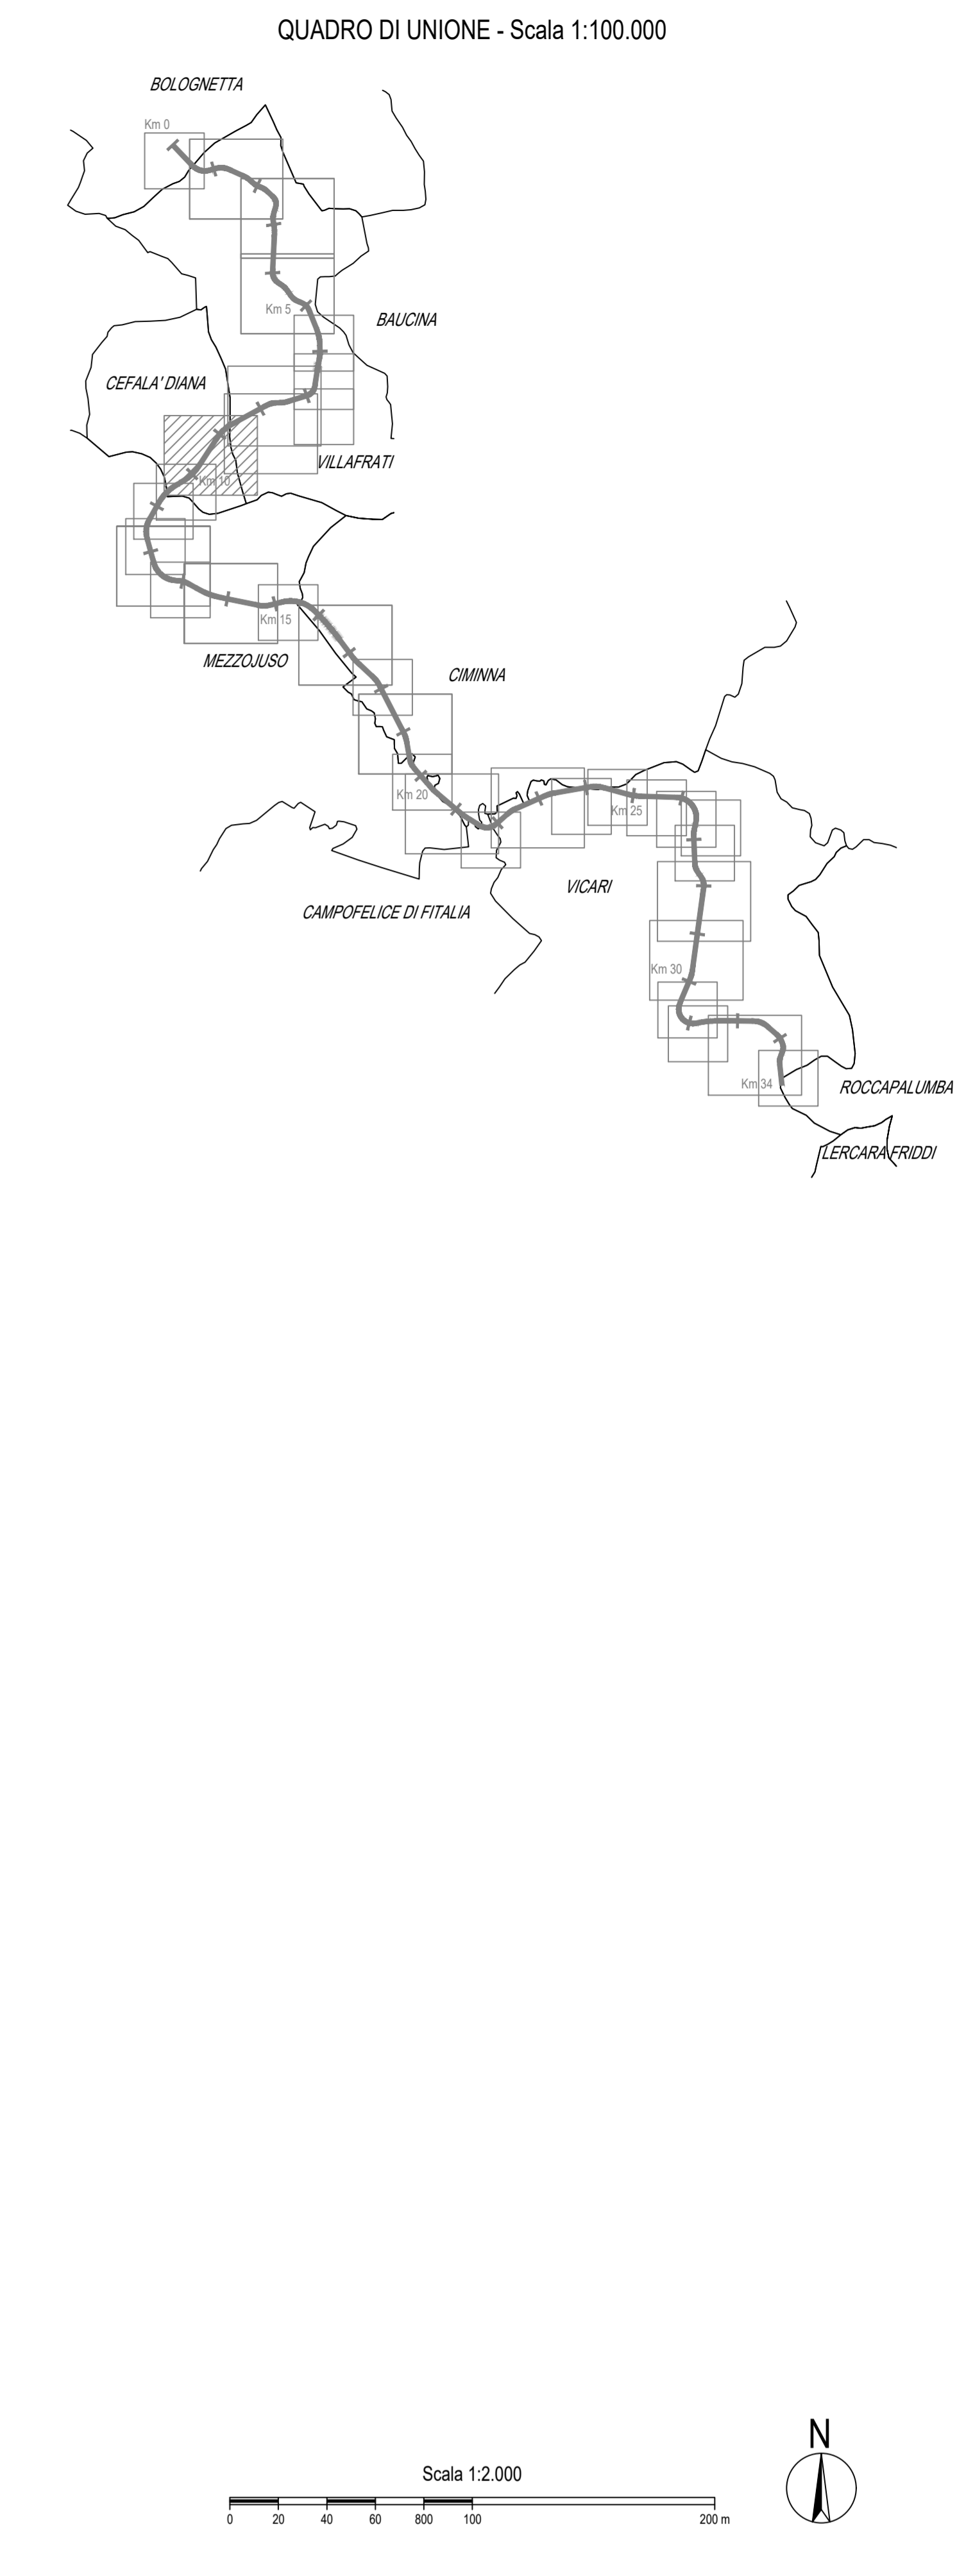 QUADRO DI UNIONE - Scala 1:100.000
BOLOGNETTA
Km 0
Km 5
BAUCINA
CEFALA' DIANA
VILLAFRATI
Km 10
Km 15
MEZZOJUSO
CIMINNA
Km 20
Km 25
VICARI
CAMPOFELICE DI FITALIA
Km 30
Km 34
ROCCAPALUMBA
LERCARA FRIDDI
N
Scala 1:2.000
0 20 40 60 800 100 200 m